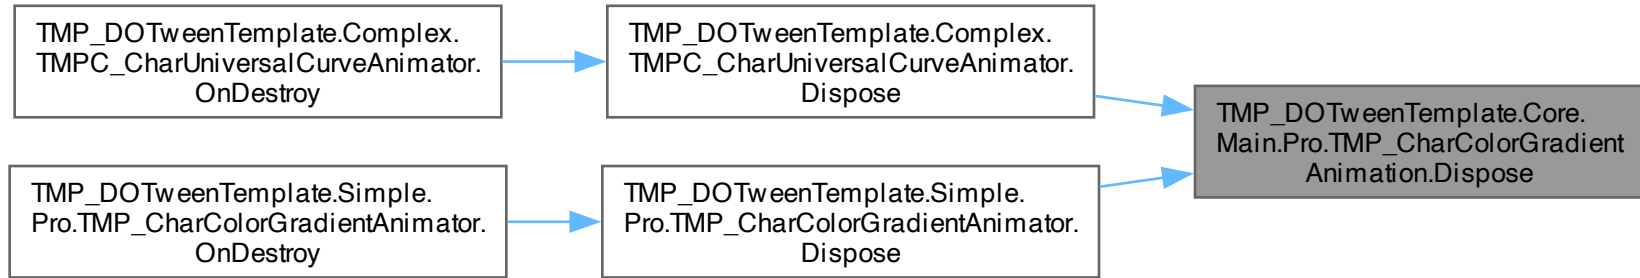 TMP_DOTweenTemplate.Complex.
TMPC_CharUniversalCurveAnimator.
OnDestroy
TMP_DOTweenTemplate.Complex.
TMPC_CharUniversalCurveAnimator.
Dispose
TMP_DOTweenTemplate.Core.
Main.Pro.TMP_CharColorGradient
Animation.Dispose
TMP_DOTweenTemplate.Simple.
Pro.TMP_CharColorGradientAnimator.
OnDestroy
TMP_DOTweenTemplate.Simple.
Pro.TMP_CharColorGradientAnimator.
Dispose